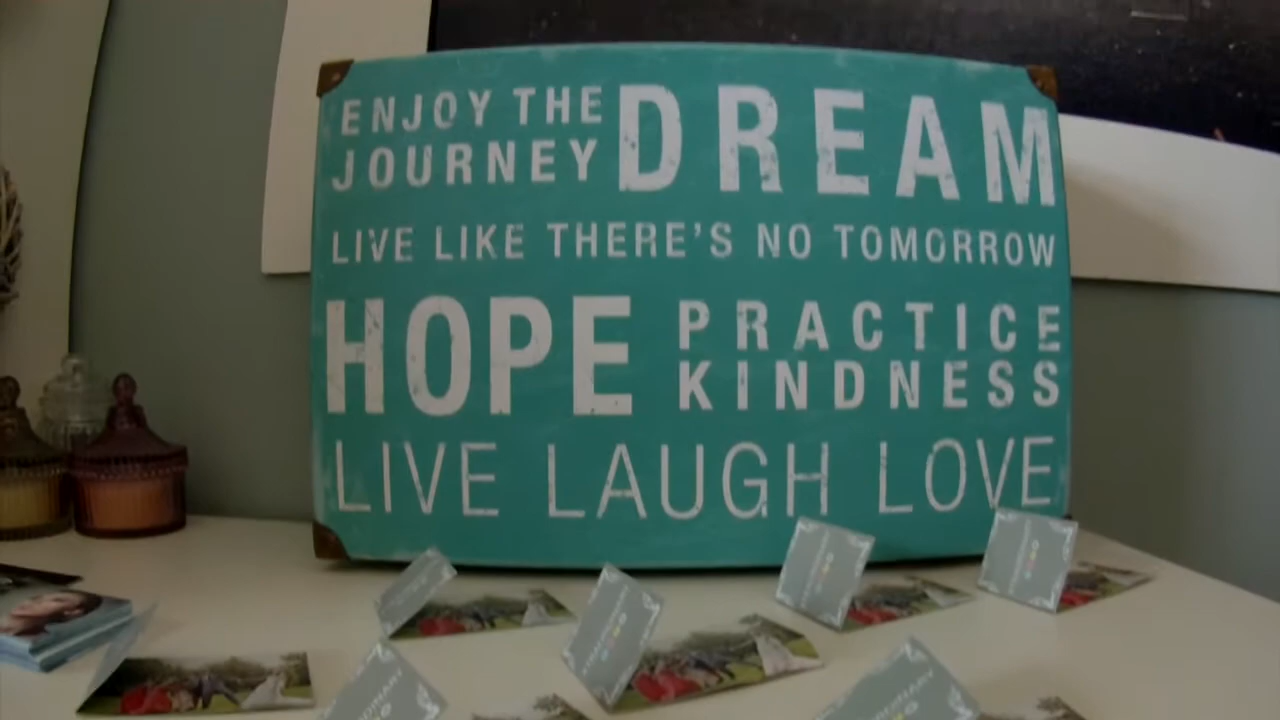 ENJOY THE
JOURNEY
DREAM
LIVE LIKE THERE'S NO TOMORROW
HOPE
PRACTICE
KINDNESS
LIVE LAUGH LOVE